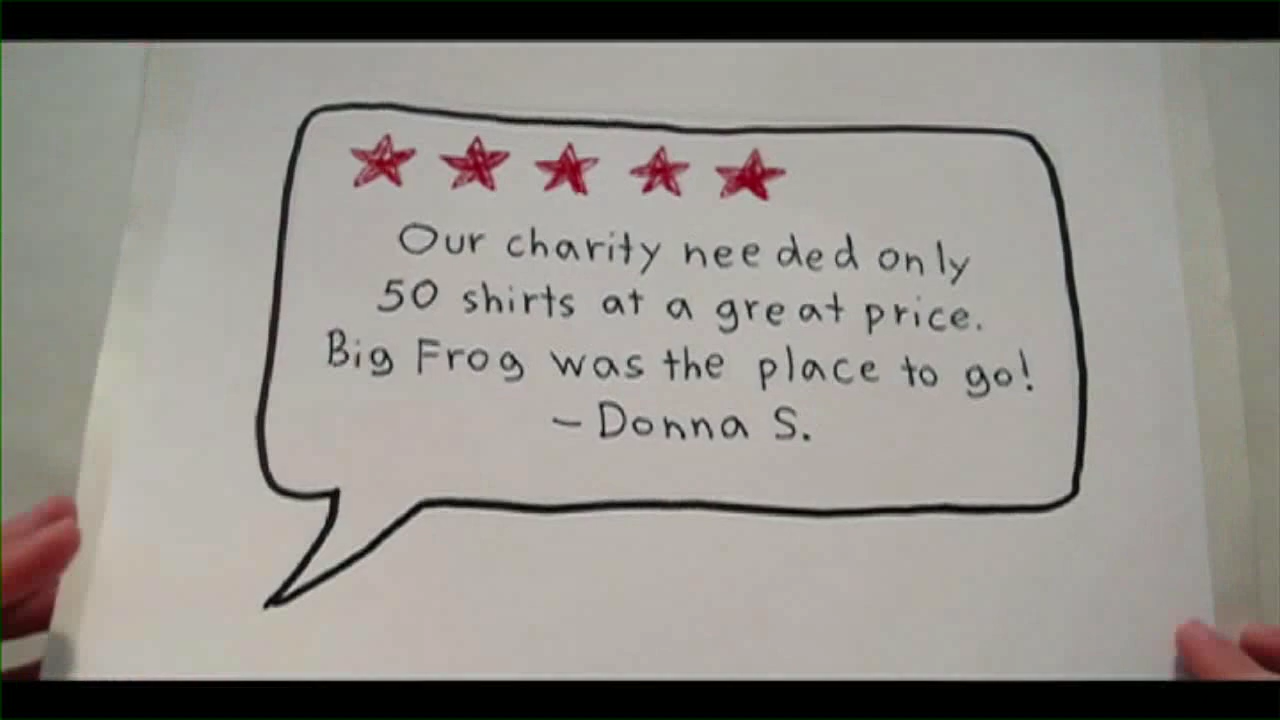 Our charity needed only
50 shirts at a great price.
Big Frog was the place to go!
- Donna S.